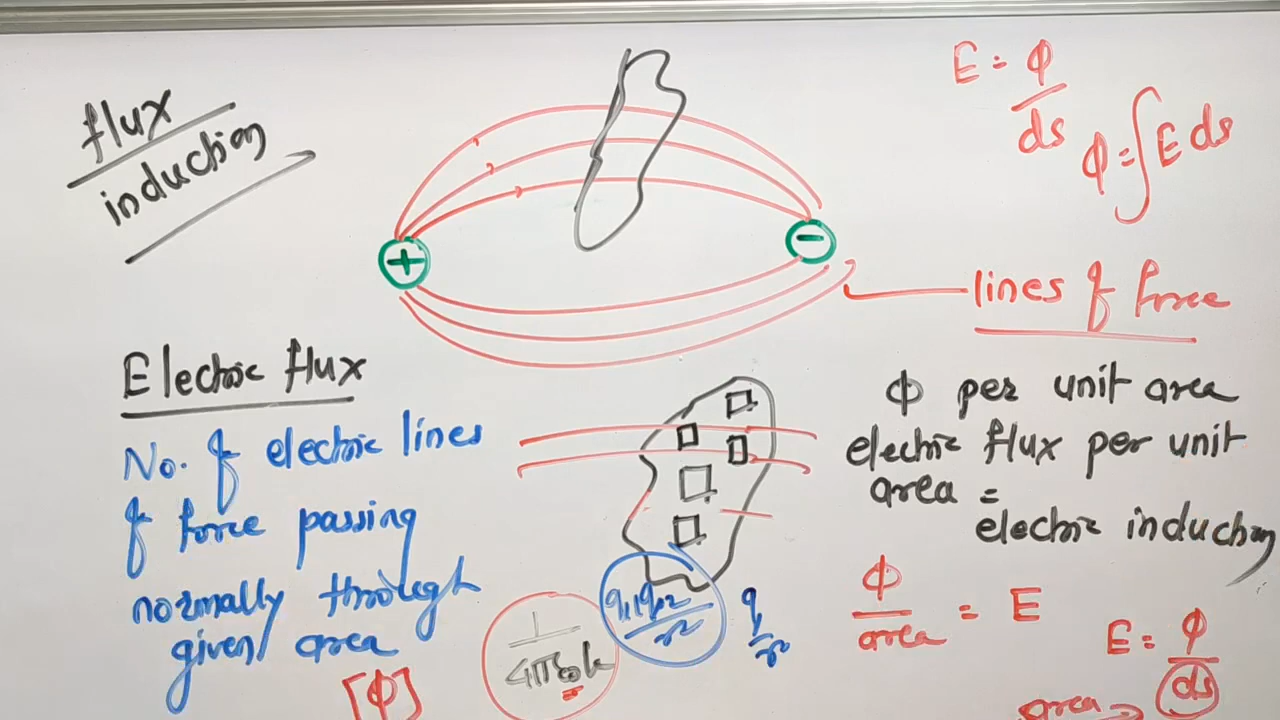 flux
induction
E = φ/ds
φ = ∫E ds
+
−
lines of force
Electric flux
No. of electric lines
of force passing
normally through
given area
[φ]
φ per unit area
electric flux per unit
area =
electric induction
φ/area = E
E = φ/ds
area →
1/4πε₀k
q₁q₂/r²
q/r²